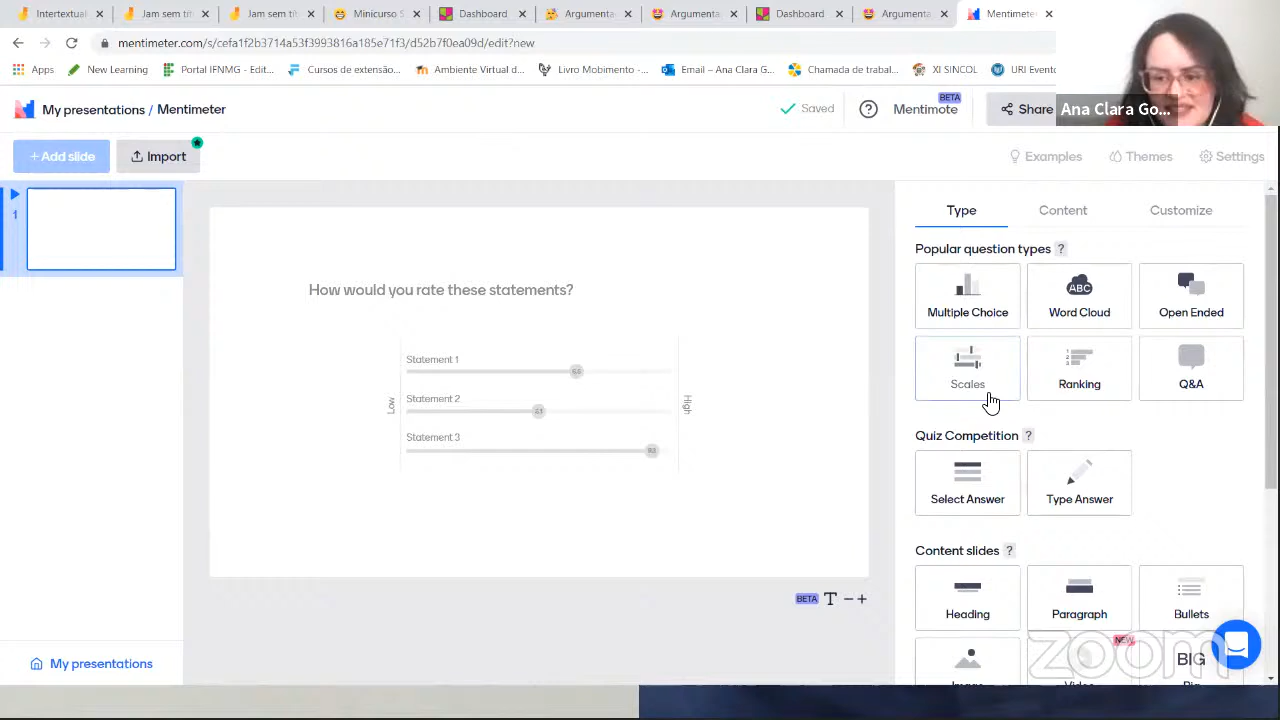 Intertextual
Jam sem tít
Jam sem tít
Minicurso S
Dashboard
Argumenta
Argumenta
Dashboard
Argumenta
Mentimeter
mentimeter.com/s/cefa1f2b3714a53f3993816a185e71f3/d52b7f0ea09d/edit?new
Apps
New Learning
Portal IFNMG - Edit...
Cursos de extensão...
Ambiente Virtual d...
Livro Mobimento -...
Email – Ana Clara G...
Chamada de trabal...
XI SINCOL
URI Evento
My presentations / Mentimeter
Saved
Mentimote
BETA
Share
Ana Clara Go...
+ Add slide
Import
Examples
Themes
Settings
1
How would you rate these statements?
Statement 1
Statement 2
Statement 3
Low
High
BETA T − +
Type
Content
Customize
Popular question types ?
Multiple Choice
ABC
Word Cloud
Open Ended
Scales
Ranking
Q&A
Quiz Competition ?
Select Answer
Type Answer
Content slides ?
Heading
Paragraph
Bullets
NEW
Image
Video
BIG
Big
zoom
My presentations